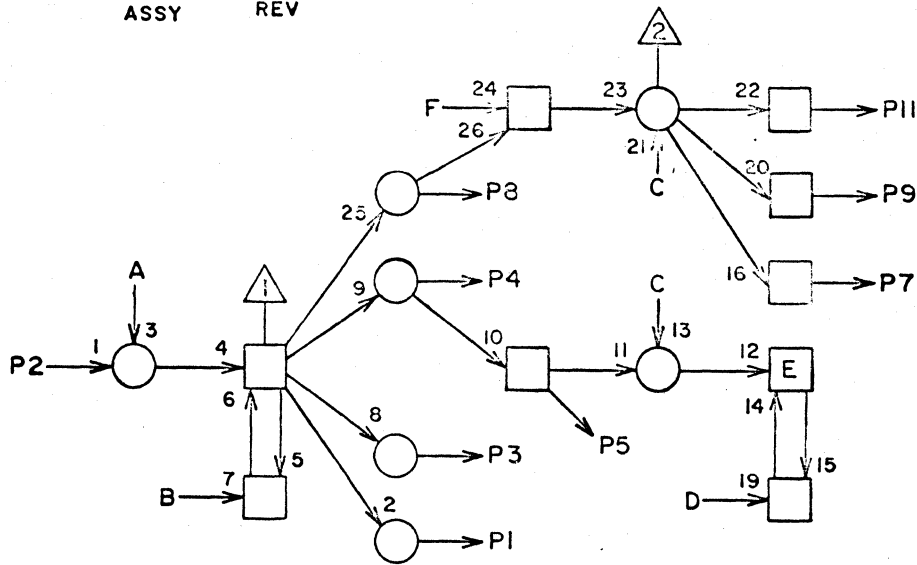 ASSY REV
2
F 24 23 22 P11
26
21 20
25 P8 C P9
A 1 9 P4 C 16 P7
P2 1 3 4 10 11 13 12 E
6 8 14
5 P3 P5 15
B 7 D 19
2 P1